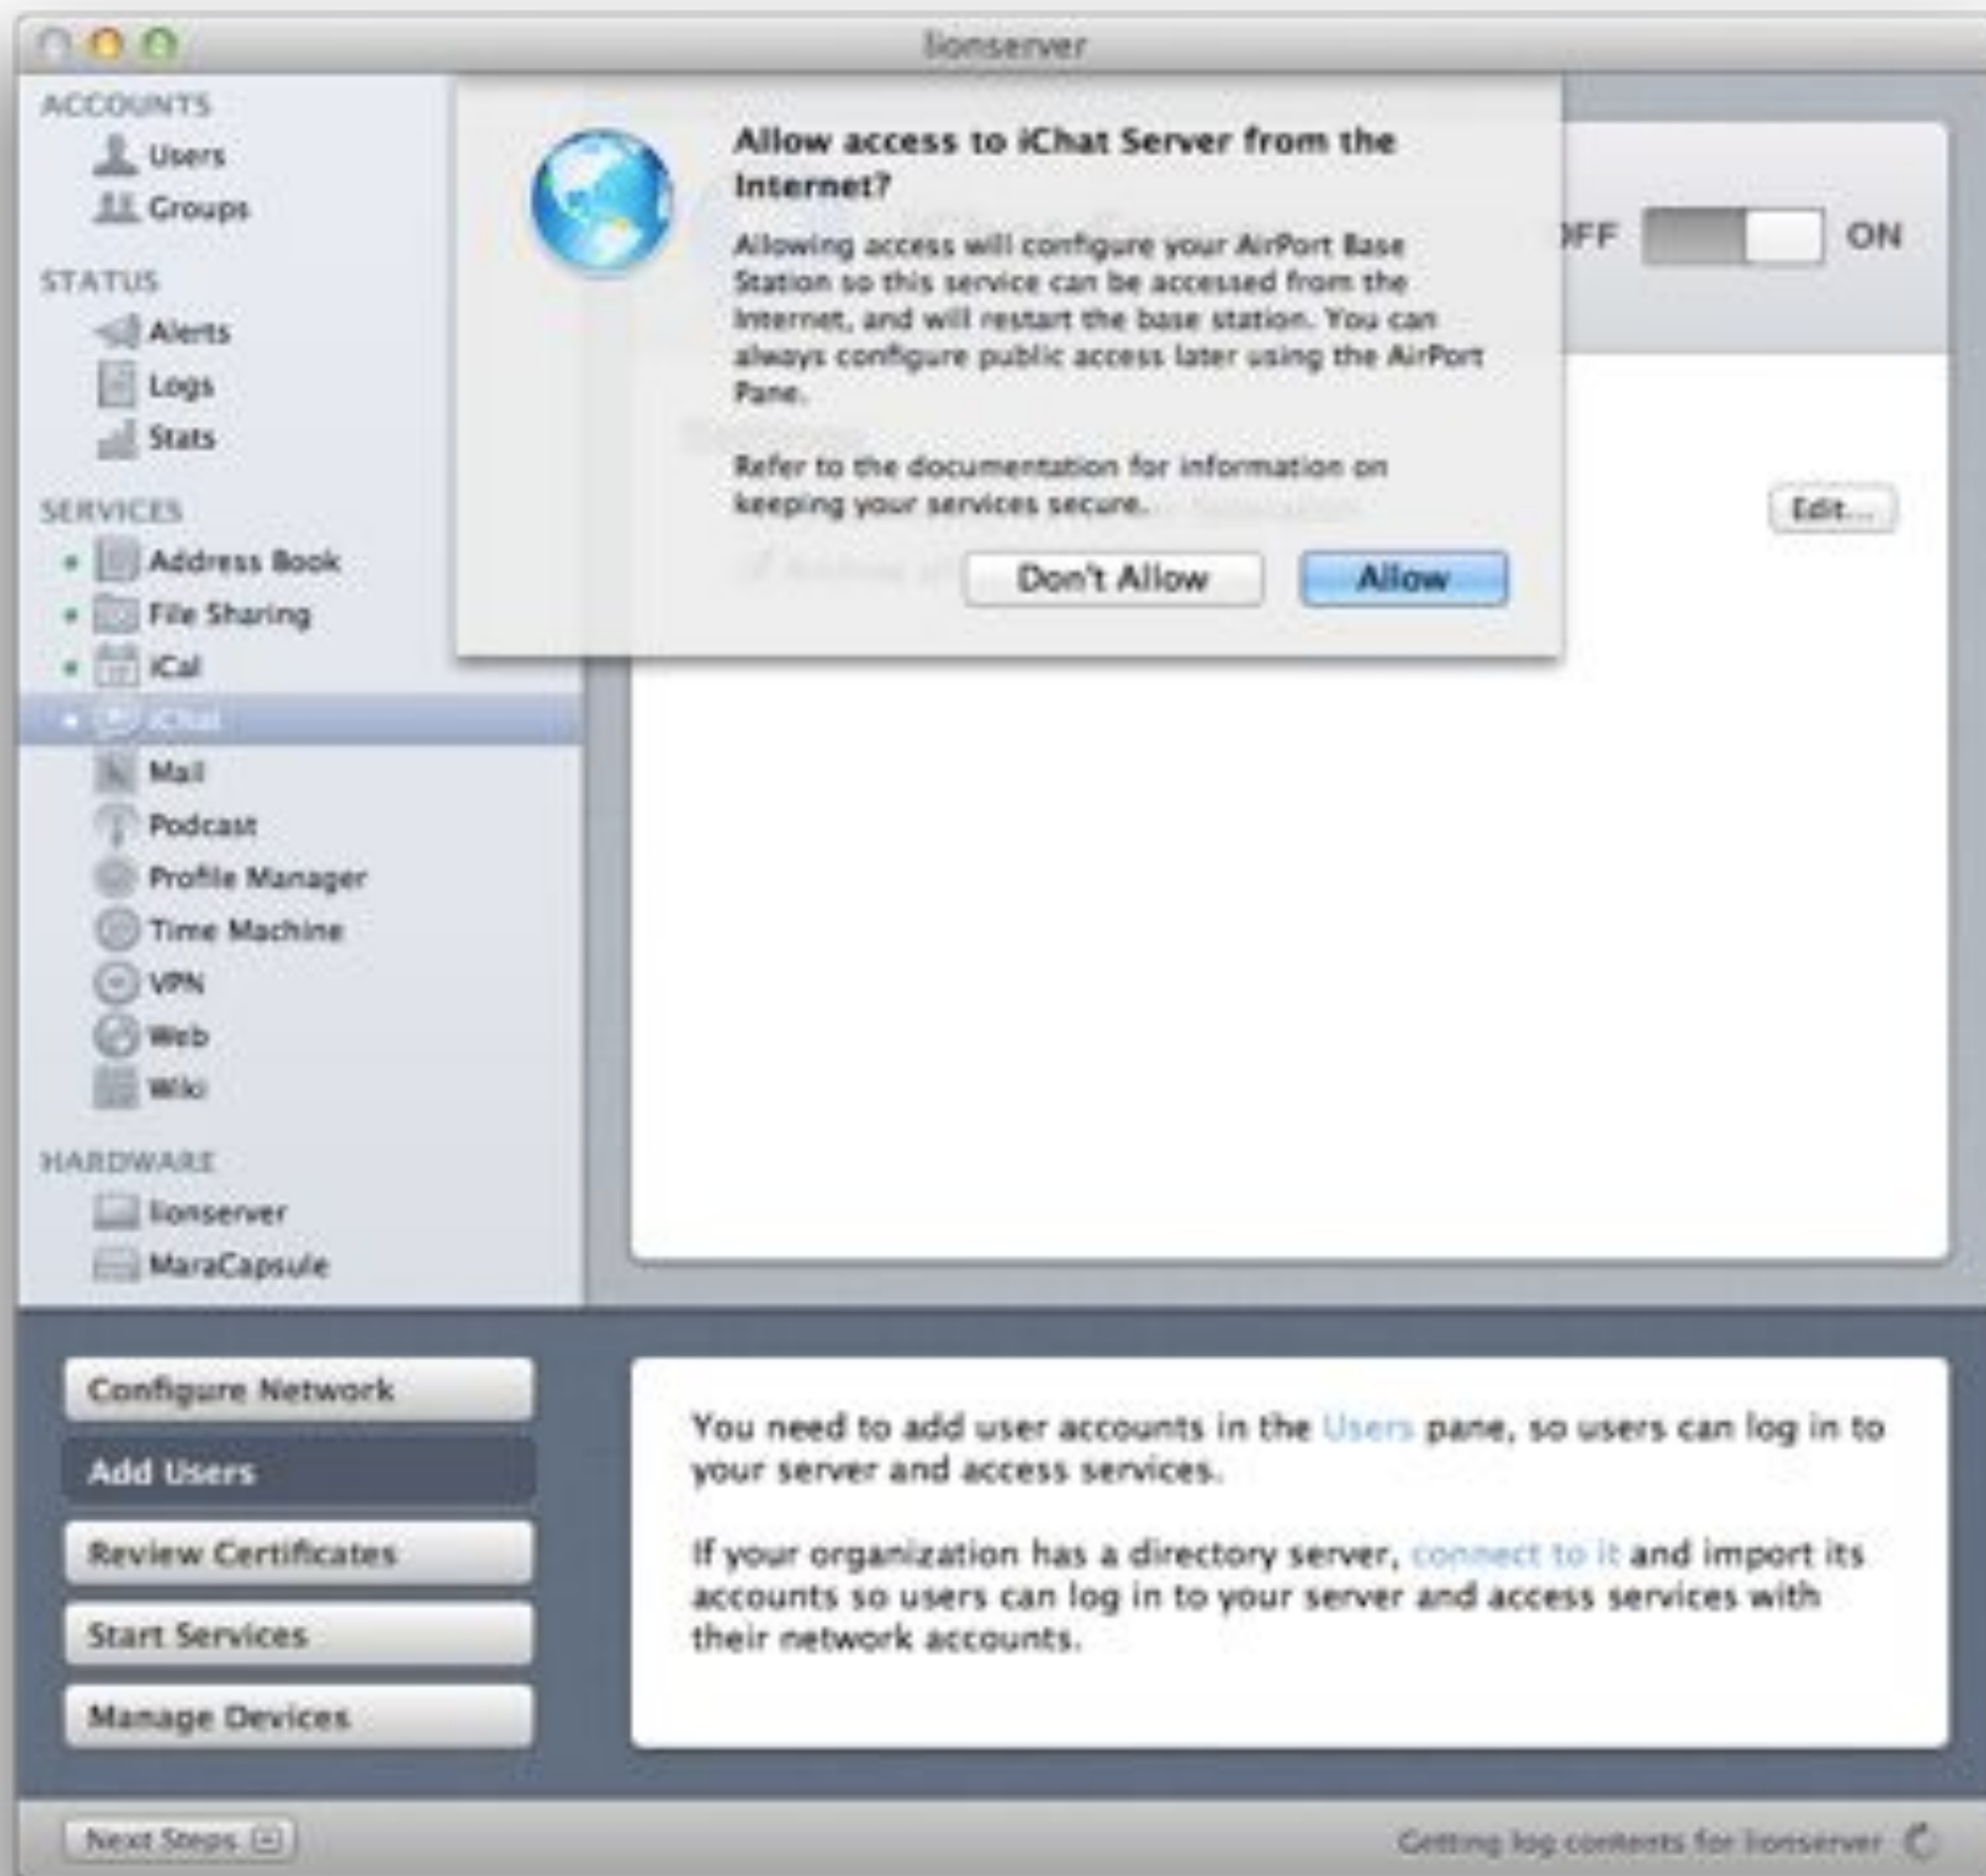 lionserver
ACCOUNTS
Users
Groups
STATUS
Alerts
Logs
Stats
SERVICES
Address Book
File Sharing
iCal
iChat
Mail
Podcast
Profile Manager
Time Machine
VPN
Web
Wiki
HARDWARE
lionserver
MaraCapsule
Allow access to iChat Server from the
Internet?
Allowing access will configure your AirPort Base
Station so this service can be accessed from the
Internet, and will restart the base station. You can
always configure public access later using the AirPort
Pane.
Refer to the documentation for information on
keeping your services secure.
Don't Allow
Allow
OFF
ON
Edit...
Configure Network
Add Users
Review Certificates
Start Services
Manage Devices
You need to add user accounts in the Users pane, so users can log in to
your server and access services.
If your organization has a directory server, connect to it and import its
accounts so users can log in to your server and access services with
their network accounts.
Next Steps
Getting log contents for lionserver